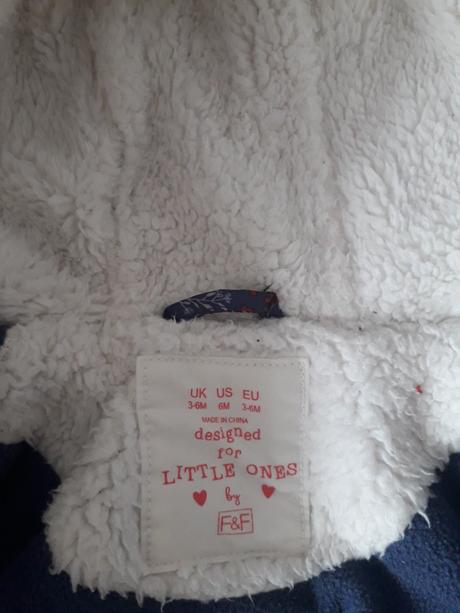 UK US EU
3-6M 6M 3-6M
MADE IN CHINA
designed
for
LITTLE ONES
by
F&F